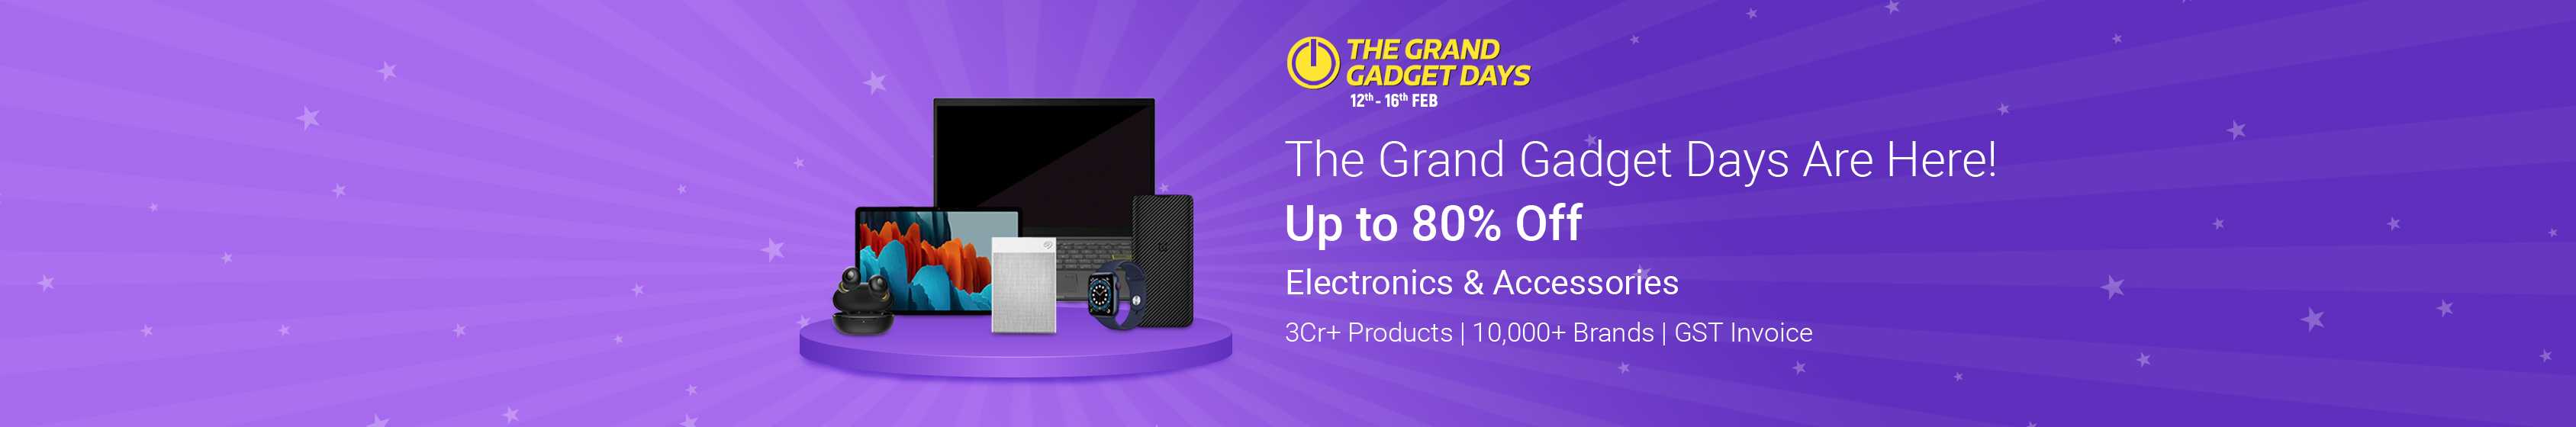 THE GRAND
GADGET DAYS
12th - 16th FEB
The Grand Gadget Days Are Here!
Up to 80% Off
Electronics & Accessories
3Cr+ Products | 10,000+ Brands | GST Invoice